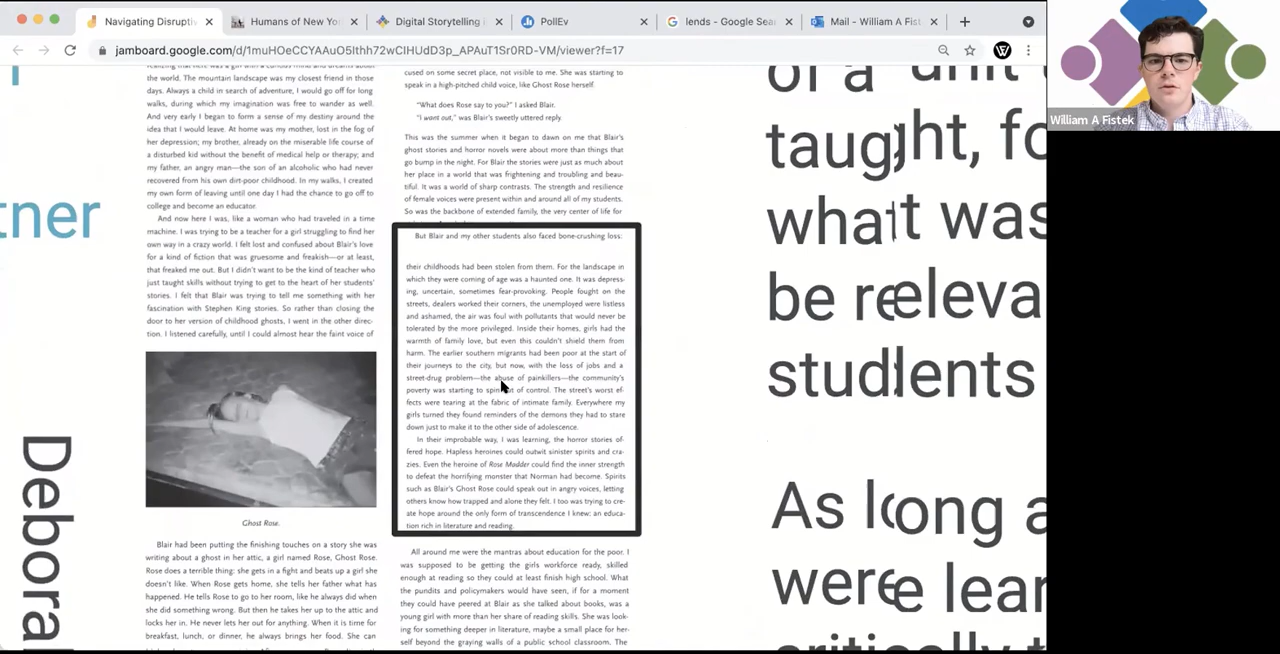 Navigating Disrupti
Humans of New Yor
Digital Storytelling i
PollEv
lends - Google Sea
Mail - William A Fist
jamboard.google.com/d/1muHOeCCYAAuO5Ithh72wCIHUdD3p_APAuT1Sr0RD-VM/viewer?f=17
William A Fistek
tner
Deboral
the world. The mountain landscape was my closest friend in those
days. Always a child in search of adventure, I would go off for long
walks, during which my imagination was free to wander as well.
And very early I began to form a sense of my destiny around the
idea that I would leave. At home was my mother, lost in the fog of
her depression; my brother, already on the miserable life course of
a disturbed kid without the benefit of medical help or therapy; and
my father, an angry man—the son of an alcoholic who had never
recovered from his own dirt-poor childhood. In my walks, I created
my own form of leaving until one day I had the chance to go off to
college and become an educator.
And now here I was, like a woman who had traveled in a time
machine. I was trying to be a teacher for a girl struggling to find her
own way in a crazy world. I felt lost and confused about Blair's love
for a kind of fiction that was gruesome and freakish—or at least,
that freaked me out. But I didn't want to be the kind of teacher who
just taught skills without trying to get to the heart of her students'
stories. I felt that Blair was trying to tell me something with her
fascination with Stephen King stories. So rather than closing the
door to her version of childhood ghosts, I went in the other direc-
tion. I listened carefully, until I could almost hear the faint voice of
Ghost Rose.
Blair had been putting the finishing touches on a story she was
writing about a ghost in her attic, a girl named Rose, Ghost Rose.
Rose does a terrible thing: she gets in a fight and beats up a girl she
doesn't like. When Rose gets home, she tells her father what has
happened. He tells Rose to go to her room, like he always did when
she did something wrong. But then he takes her up to the attic and
locks her in. He never lets her out for anything. When it is time for
breakfast, lunch, or dinner, he always brings her food. She can
cused on some secret place, not visible to me. She was starting to
speak in a high-pitched child voice, like Ghost Rose herself.
"What does Rose say to you?" I asked Blair.
"I want out," was Blair's sweetly uttered reply.
This was the summer when it began to dawn on me that Blair's
ghost stories and horror novels were about more than things that
go bump in the night. For Blair the stories were just as much about
her place in a world that was frightening and troubling and beau-
tiful. It was a world of sharp contrasts. The strength and resilience
of female voices were present within and around all of my students.
So was the backbone of extended family, the very center of life for
But Blair and my other students also faced bone-crushing loss:
their childhoods had been stolen from them. For the landscape in
which they were coming of age was a haunted one. It was depress-
ing, uncertain, sometimes fear-provoking. People fought on the
streets, dealers worked their corners, the unemployed were listless
and ashamed, the air was foul with pollutants that would never be
tolerated by the more privileged. Inside their homes, girls had the
warmth of family love, but even this couldn't shield them from
harm. The earlier southern migrants had been poor at the start of
their journeys to the city, but now, with the loss of jobs and a
street-drug problem—the abuse of painkillers—the community's
poverty was starting to spin out of control. The street's worst ef-
fects were tearing at the fabric of intimate family. Everywhere my
girls turned they found reminders of the demons they had to stare
down just to make it to the other side of adolescence.
In their improbable way, I was learning, the horror stories of-
fered hope. Hapless heroines could outwit sinister spirits and cra-
zies. Even the heroine of Rose Madder could find the inner strength
to defeat the horrifying monster that Norman had become. Spirits
such as Blair's Ghost Rose could speak out in angry voices, letting
others know how trapped and alone they felt. I too was trying to cre-
ate hope around the only form of transcendence I knew: an educa-
tion rich in literature and reading.
All around me were the mantras about education for the poor. I
was supposed to be getting the girls workforce ready, skilled
enough at reading so they could at least finish high school. What
the pundits and policymakers would have seen, if for a moment
they could have peered at Blair as she talked about books, was a
young girl with more than her share of reading skills. She was look-
ing for something deeper in literature, maybe a small place for her-
self beyond the graying walls of a public school classroom. The
of a unit
taught, fo
what it was
be releva
students
As long a
were lear